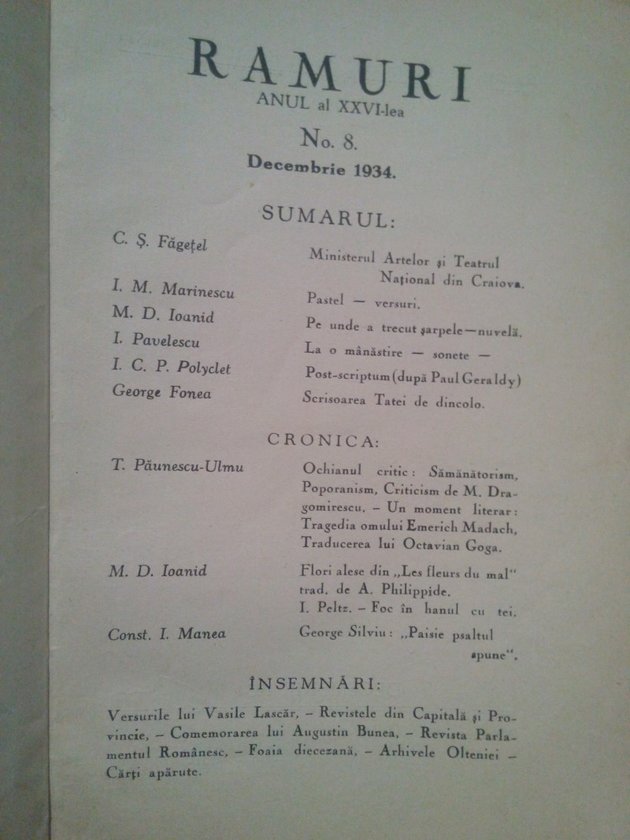 RAMURI
ANUL al XXVI-lea
No. 8.
Decembrie 1934.
SUMARUL:
C. Ş. Făgeţel Ministerul Artelor şi Teatrul
Naţional din Craiova.
I. M. Marinescu Pastel — versuri.
M. D. Ioanid Pe unde a trecut şarpele—nuvelă.
I. Pavelescu La o mânăstire — sonete —
I. C. P. Polyclet Post-scriptum (după Paul Geraldy)
George Fonea Scrisoarea Tatei de dincolo.
CRONICA:
T. Păunescu-Ulmu Ochianul critic: Sămănătorism,
Poporanism, Criticism de M. Dra-
gomirescu, – Un moment literar:
Tragedia omului Emerich Madach,
Traducerea lui Octavian Goga.
M. D. Ioanid Flori alese din „Les fleurs du mal“
trad. de A. Philippide.
I. Peltz. – Foc în hanul cu tei.
Const. I. Manea George Silviu: „Paisie psaltul
spune“.
ÎNSEMNĂRI:
Versurile lui Vasile Lascăr, – Revistele din Capitală şi Pro-
vincie, – Comemorarea lui Augustin Bunea, – Revista Parla-
mentul Românesc, – Foaia diecezană, – Arhivele Olteniei –
Cărţi apărute.